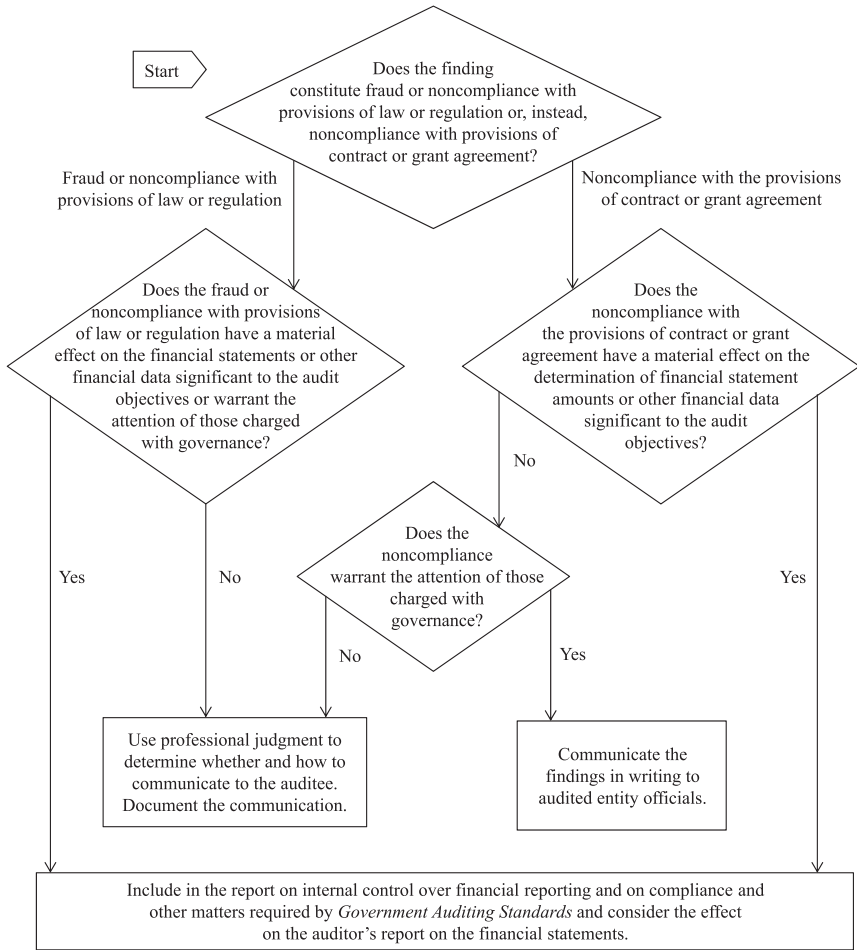 Start
Does the finding
constitute fraud or noncompliance with
provisions of law or regulation or, instead,
noncompliance with provisions of
contract or grant agreement?
Fraud or noncompliance with
provisions of law or regulation
Noncompliance with the provisions
of contract or grant agreement
Does the fraud or
noncompliance with provisions
of law or regulation have a material
effect on the financial statements or other
financial data significant to the audit
objectives or warrant the
attention of those charged
with governance?
Does the
noncompliance with
the provisions of contract or grant
agreement have a material effect on the
determination of financial statement
amounts or other financial data
significant to the audit
objectives?
No
Does the
noncompliance
warrant the attention of those
charged with
governance?
Yes
No
Yes
No
Yes
Use professional judgment to
determine whether and how to
communicate to the auditee.
Document the communication.
Communicate the
findings in writing to
audited entity officials.
Include in the report on internal control over financial reporting and on compliance and
other matters required by Government Auditing Standards and consider the effect
on the auditor’s report on the financial statements.